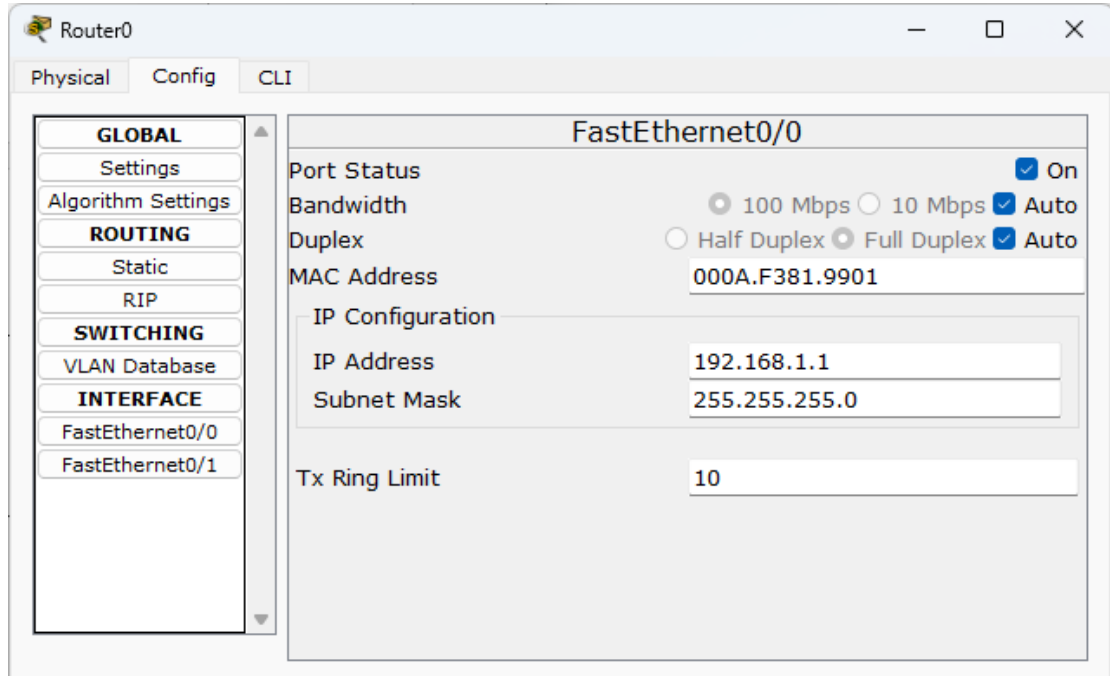 Router0
Physical Config CLI
GLOBAL
Settings
Algorithm Settings
ROUTING
Static
RIP
SWITCHING
VLAN Database
INTERFACE
FastEthernet0/0
FastEthernet0/1
FastEthernet0/0
Port Status On
Bandwidth 100 Mbps 10 Mbps Auto
Duplex Half Duplex Full Duplex Auto
MAC Address 000A.F381.9901
IP Configuration
IP Address 192.168.1.1
Subnet Mask 255.255.255.0
Tx Ring Limit 10